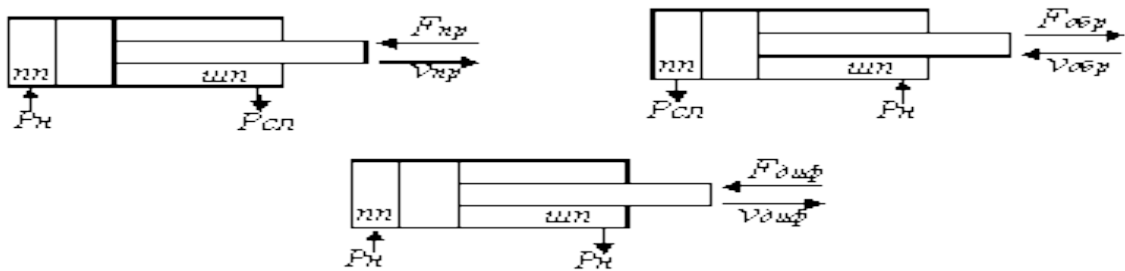 Fпр
Vпр
пп
шп
Pн
Pсл
Fобр
Vобр
пп
шп
Pсл
Pн
Fдиф
Vдиф
пп
шп
Pн
Pн